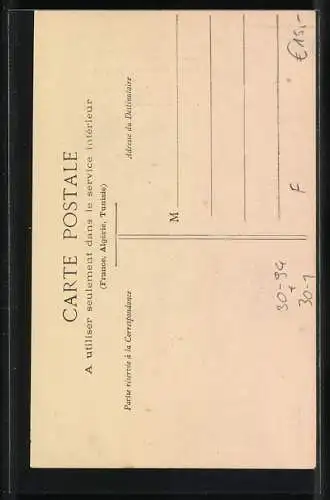 CARTE POSTALE
A utiliser seulement dans le service intérieur
(France, Algérie, Tunisie)
Partie réservée à la Correspondance
Adresse du Destinataire
M
€15,-
F
30-94
+
30-1